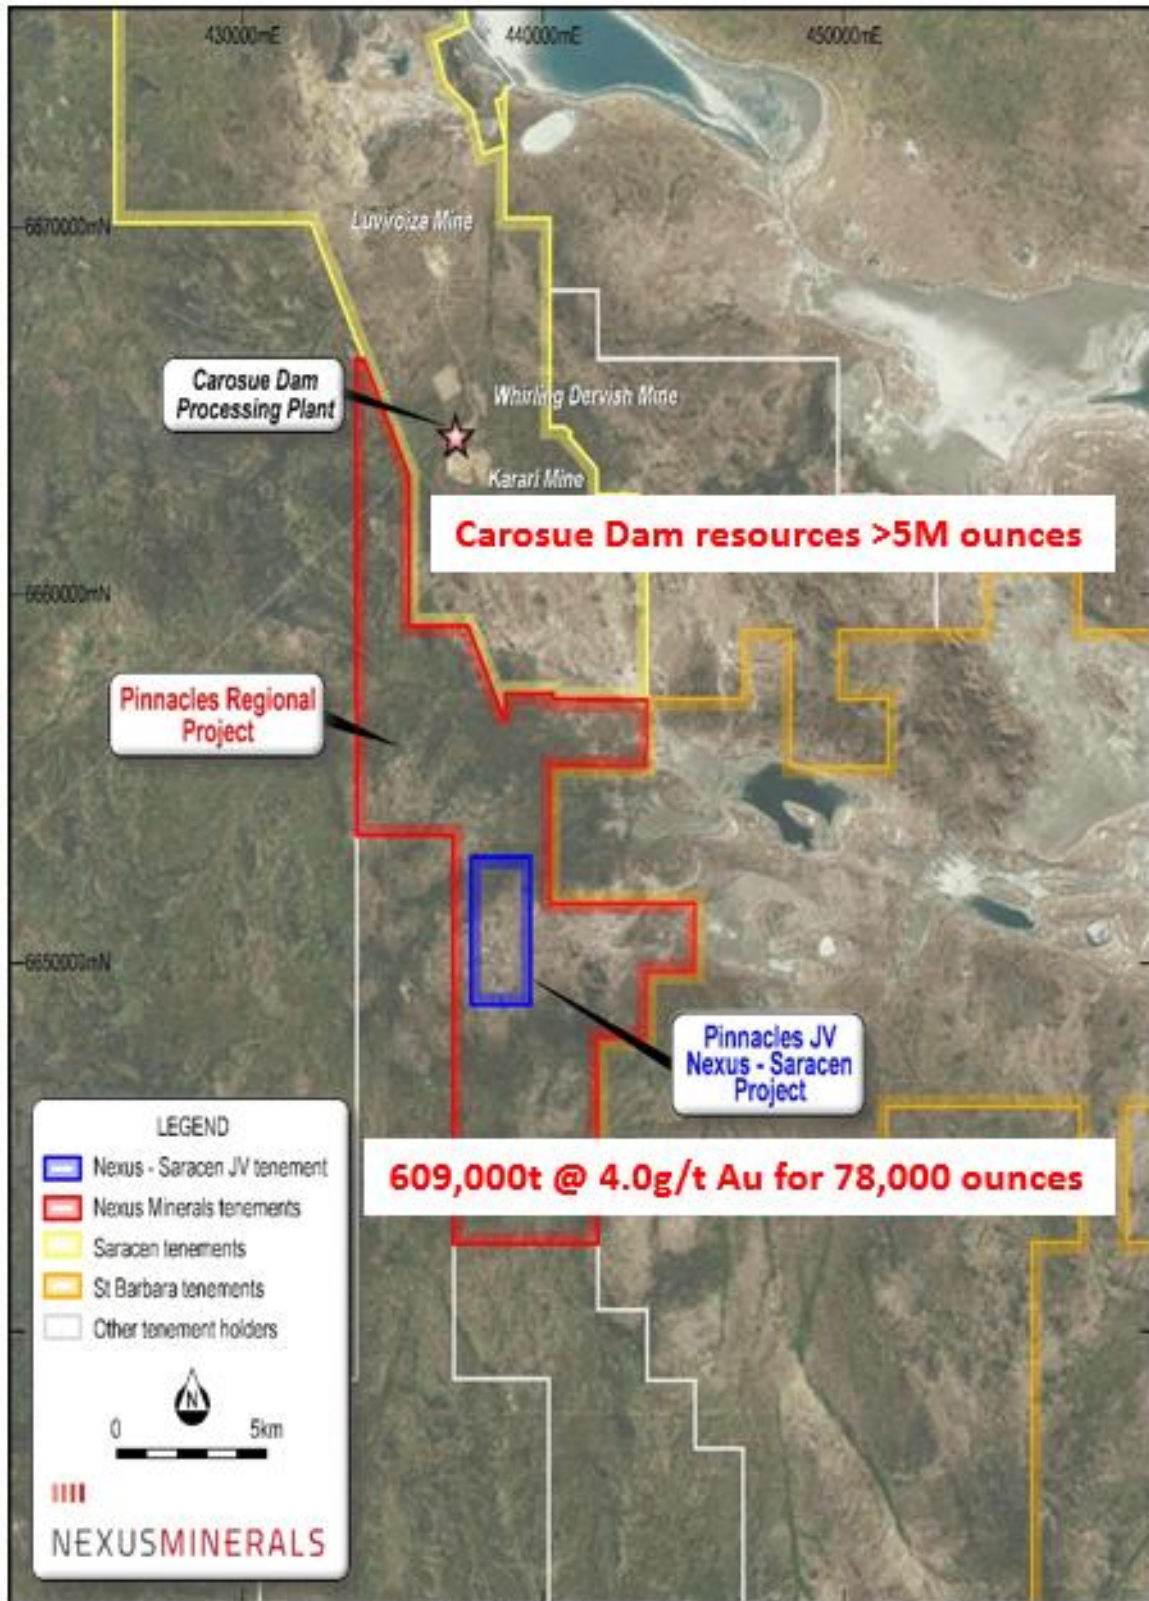 430000mE
440000mE
450000mE
6670000mN
Luvironza Mine
Carosue Dam
Processing Plant
Whirling Dervish Mine
Karari Mine
Carosue Dam resources >5M ounces
6660000mN
Pinnacles Regional
Project
6650000mN
Pinnacles JV
Nexus - Saracen
Project
609,000t @ 4.0g/t Au for 78,000 ounces
LEGEND
Nexus - Saracen JV tenement
Nexus Minerals tenements
Saracen tenements
St Barbara tenements
Other tenement holders
N
0 5km
NEXUSMINERALS